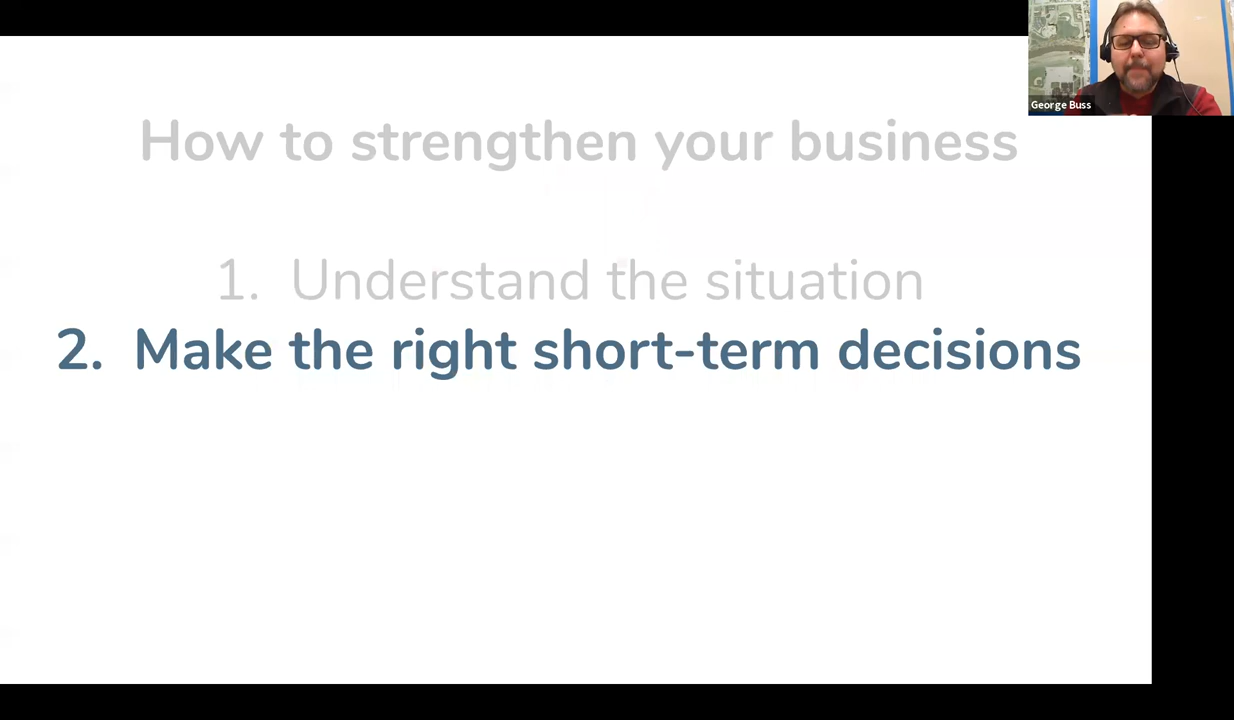 George Buss
How to strengthen your business
1. Understand the situation
2. Make the right short-term decisions